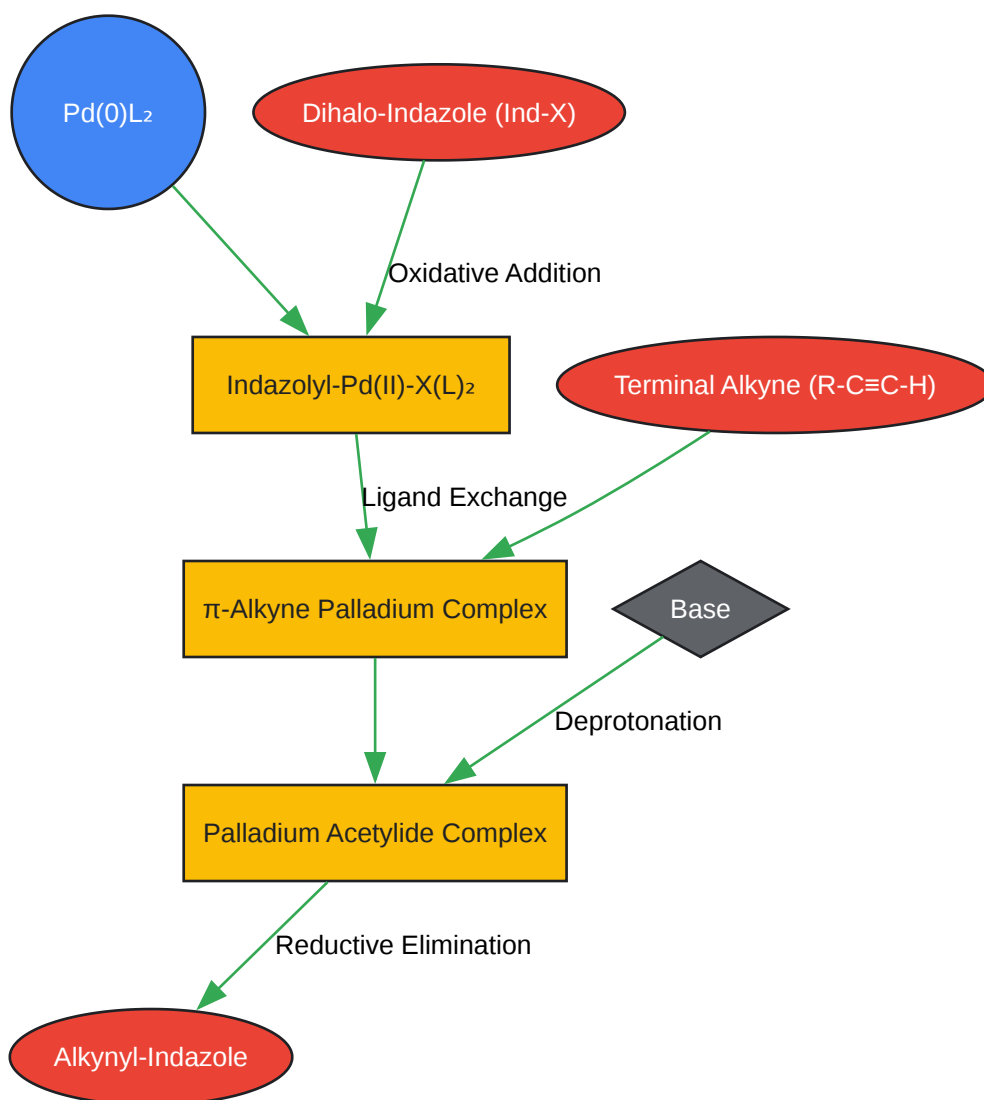 Pd(0)L₂
Dihalo-Indazole (Ind-X)
Oxidative Addition
Indazolyl-Pd(II)-X(L)₂
Terminal Alkyne (R-C≡C-H)
Ligand Exchange
π-Alkyne Palladium Complex
Base
Deprotonation
Palladium Acetylide Complex
Reductive Elimination
Alkynyl-Indazole